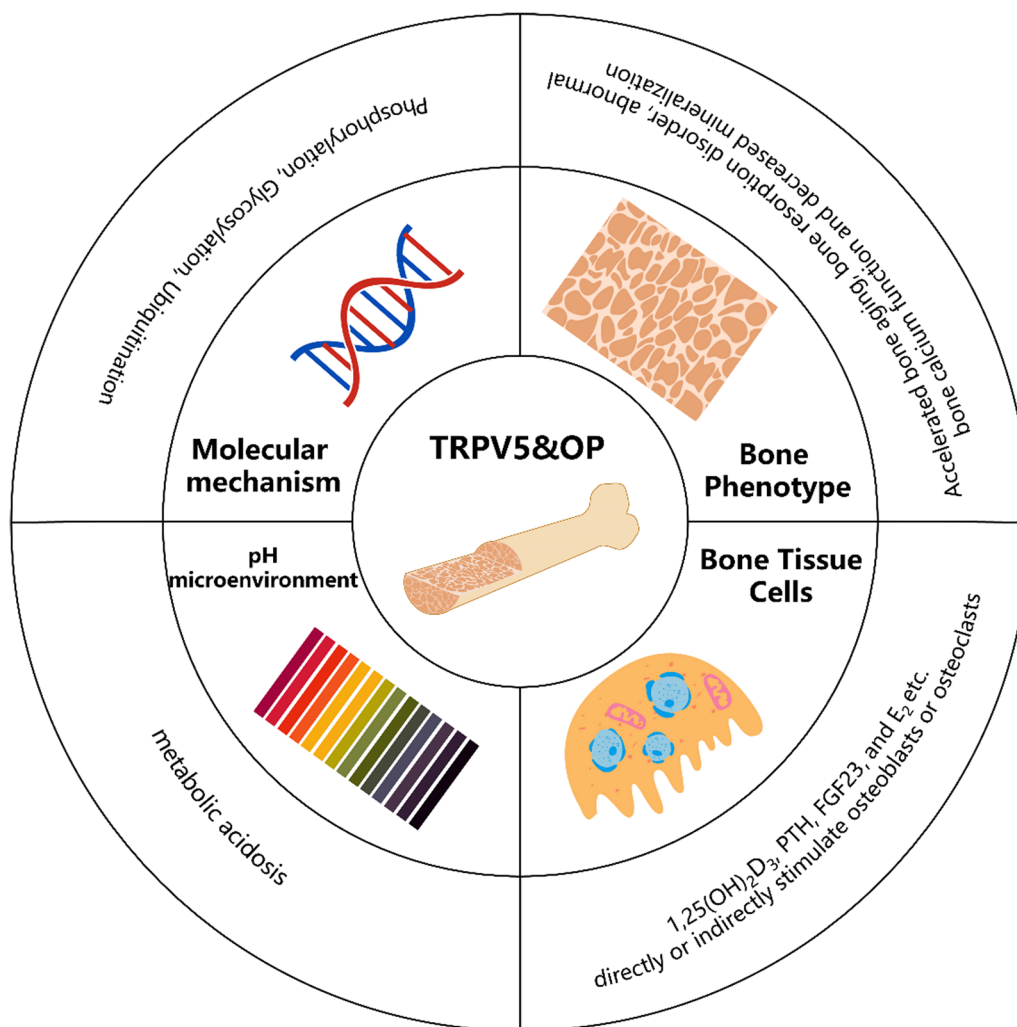 Phosphorylation, Glycosylation, Ubiquitination
Accelerated bone aging, bone resorption disorder, abnormal
bone calcium function and decreased mineralization
Molecular
mechanism
TRPV5&OP
Bone
Phenotype
pH
microenvironment
Bone Tissue
Cells
metabolic acidosis
1,25(OH)₂D₃, PTH, FGF23, and E₂ etc.
directly or indirectly stimulate osteoblasts or osteoclasts